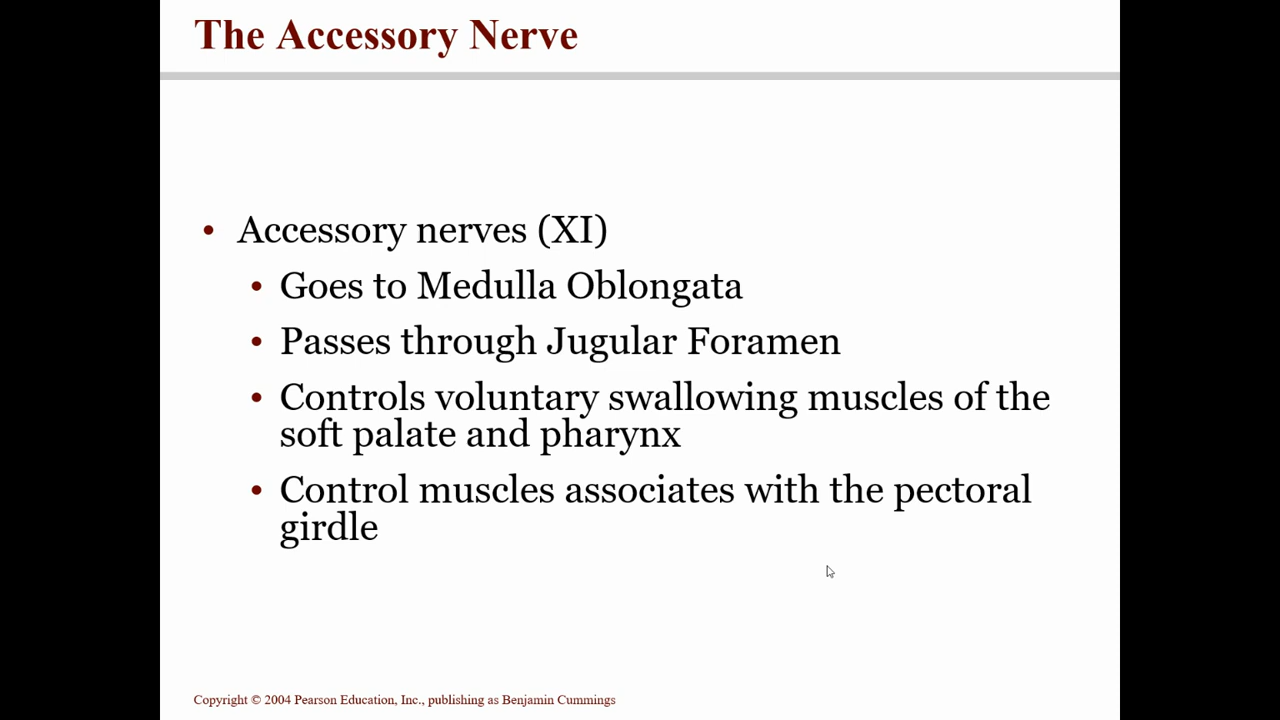 The Accessory Nerve
• Accessory nerves (XI)
• Goes to Medulla Oblongata
• Passes through Jugular Foramen
• Controls voluntary swallowing muscles of the
soft palate and pharynx
• Control muscles associates with the pectoral
girdle
Copyright © 2004 Pearson Education, Inc., publishing as Benjamin Cummings